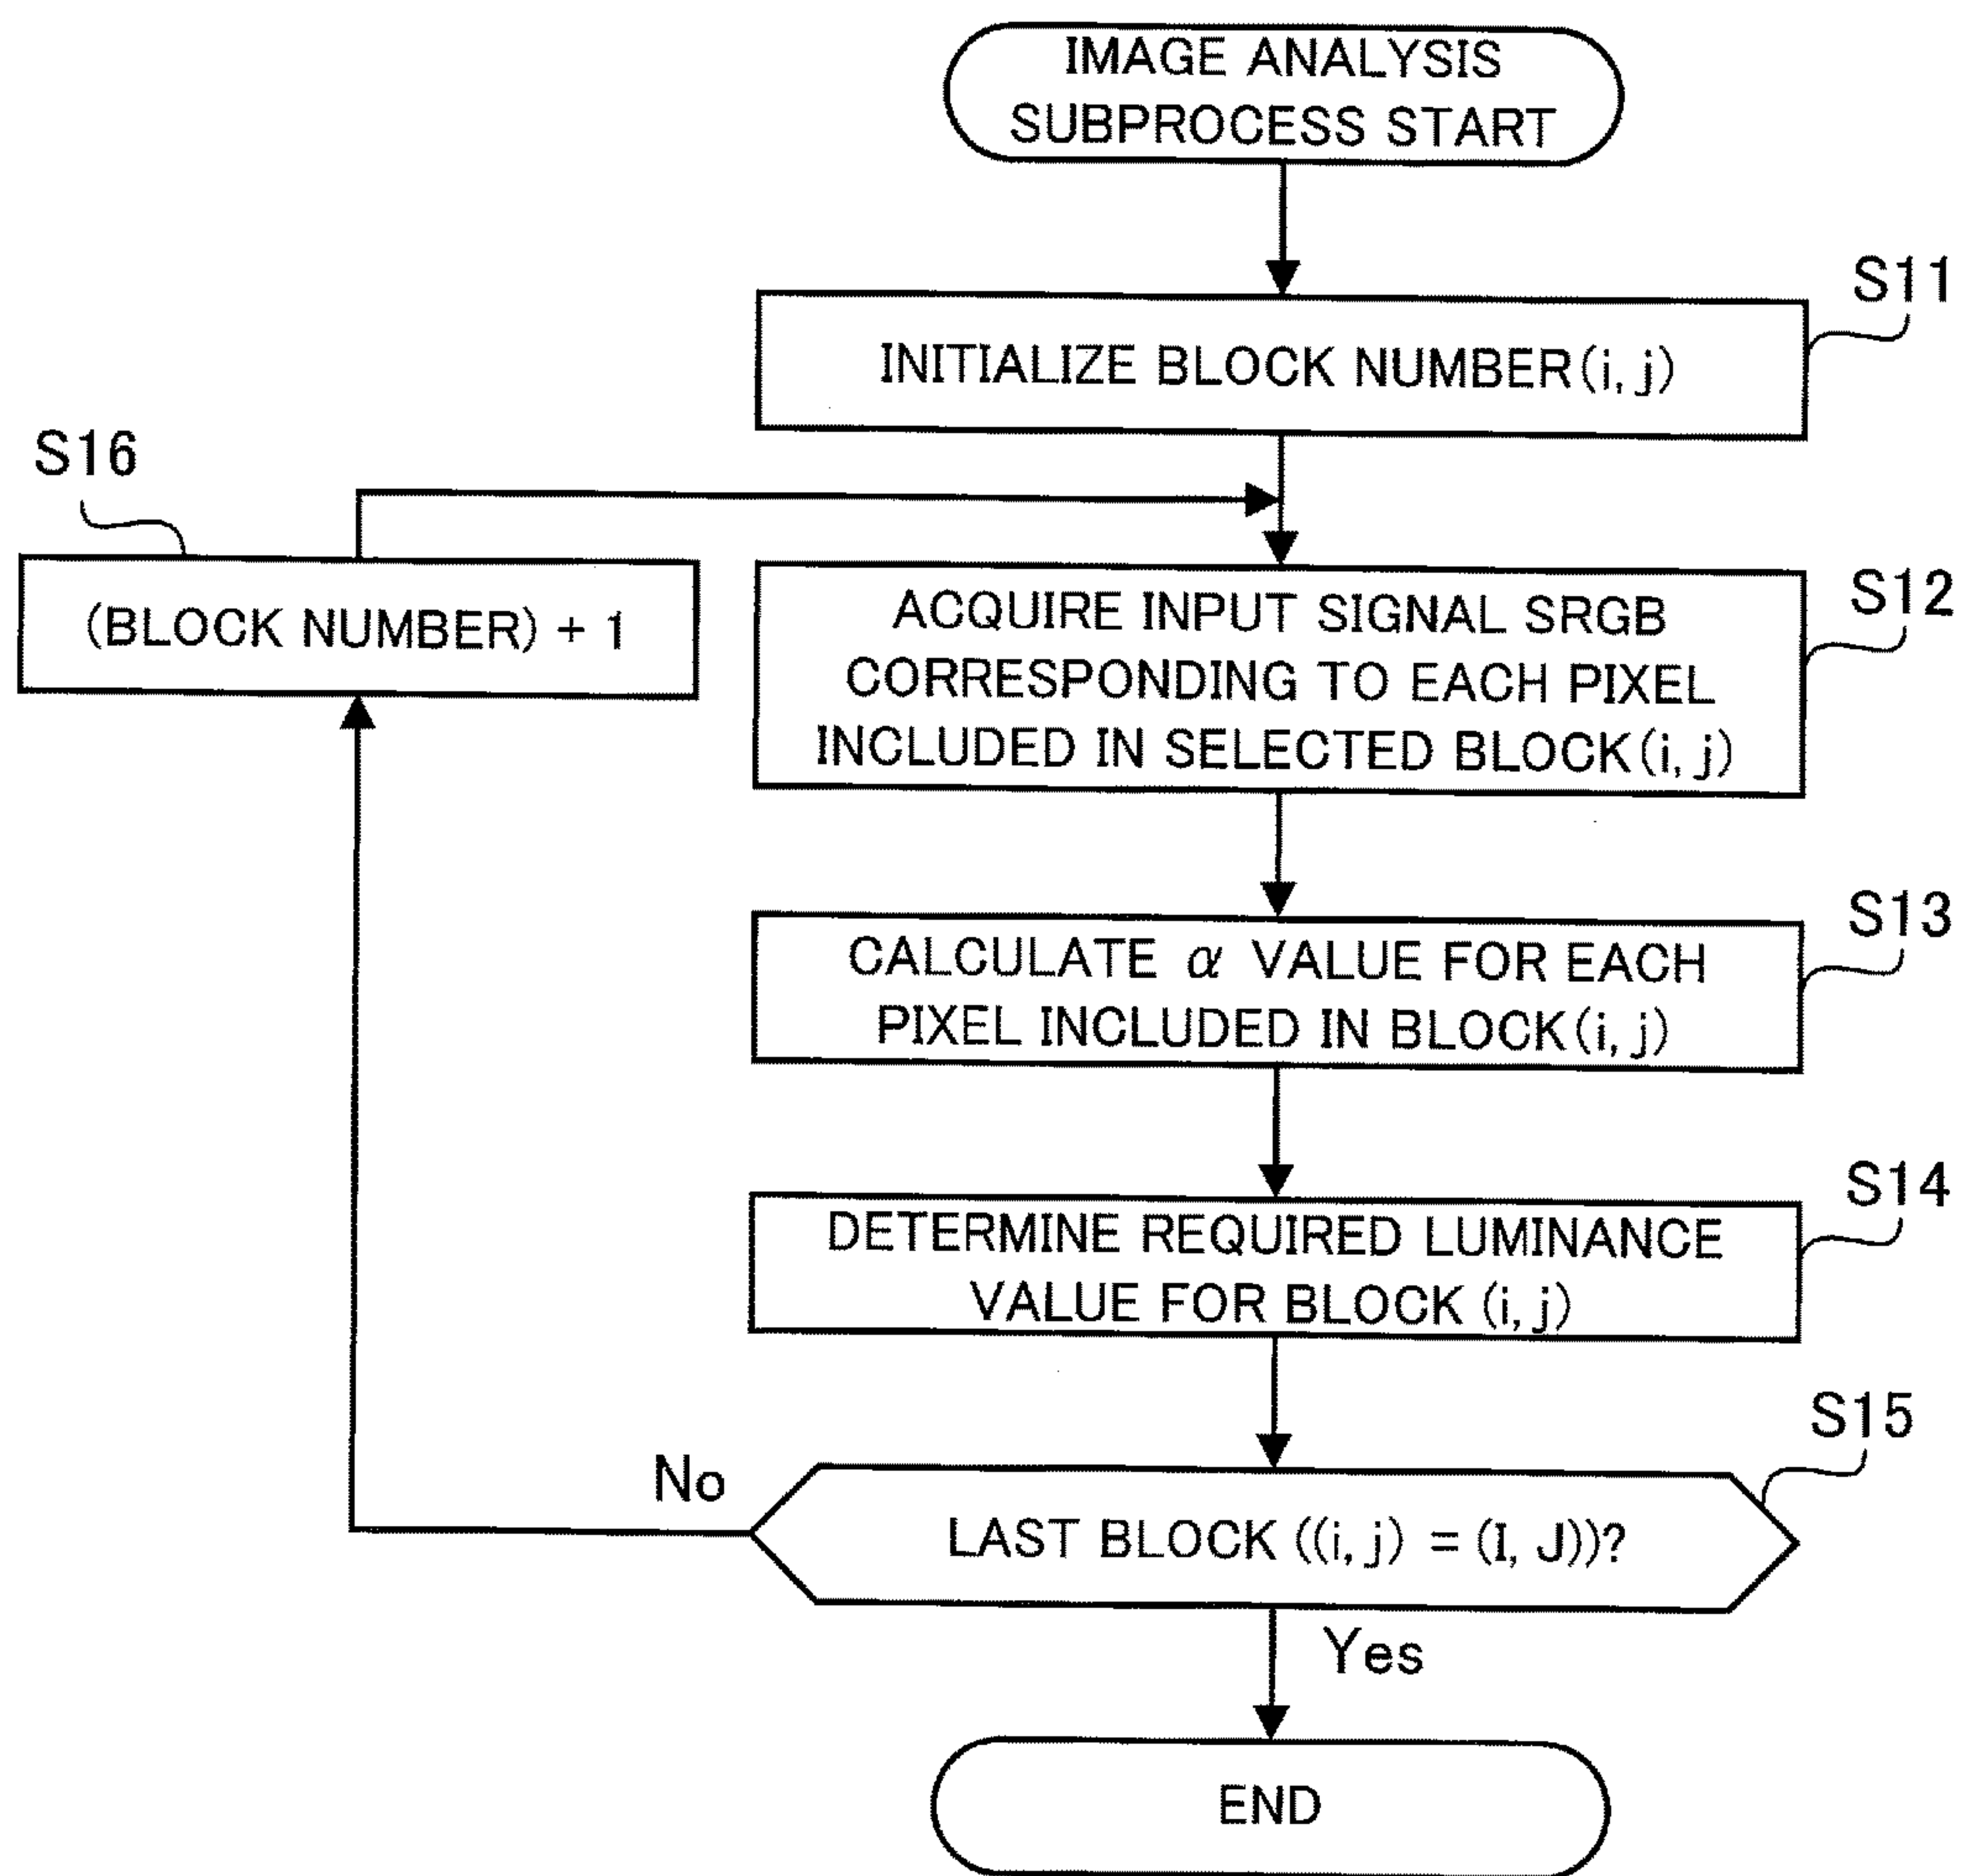 IMAGE ANALYSIS
SUBPROCESS START
S11
INITIALIZE BLOCK NUMBER(i, j)
S16
(BLOCK NUMBER) + 1
S12
ACQUIRE INPUT SIGNAL SRGB
CORRESPONDING TO EACH PIXEL
INCLUDED IN SELECTED BLOCK(i, j)
S13
CALCULATE α VALUE FOR EACH
PIXEL INCLUDED IN BLOCK(i, j)
S14
DETERMINE REQUIRED LUMINANCE
VALUE FOR BLOCK (i, j)
S15
No
LAST BLOCK ((i, j) = (I, J))?
Yes
END